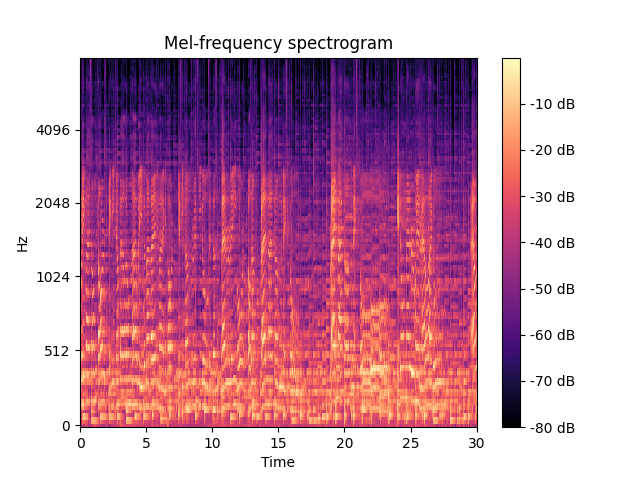 Mel-frequency spectrogram
4096
2048
1024
512
0
Hz
0 5 10 15 20 25 30
Time
-10 dB
-20 dB
-30 dB
-40 dB
-50 dB
-60 dB
-70 dB
-80 dB